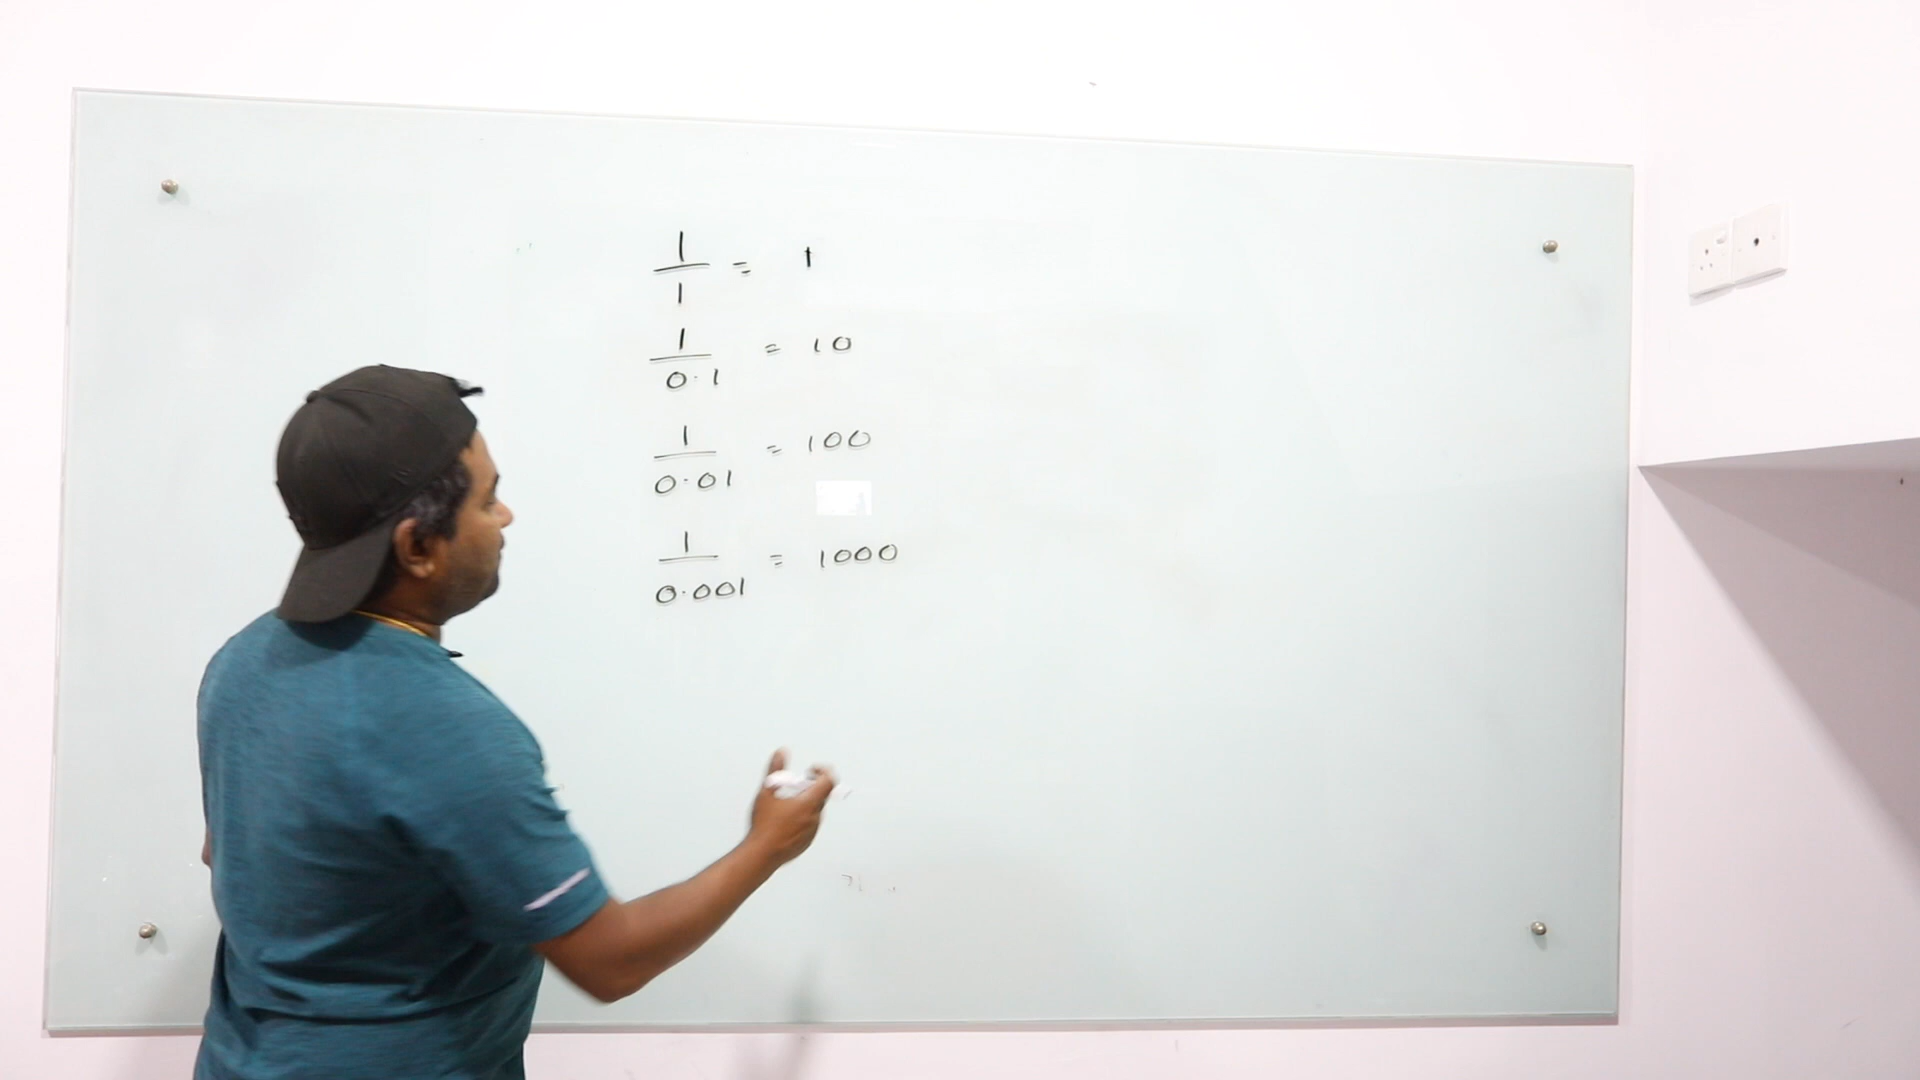 1/1 = 1
1/0.1 = 10
1/0.01 = 100
1/0.001 = 1000